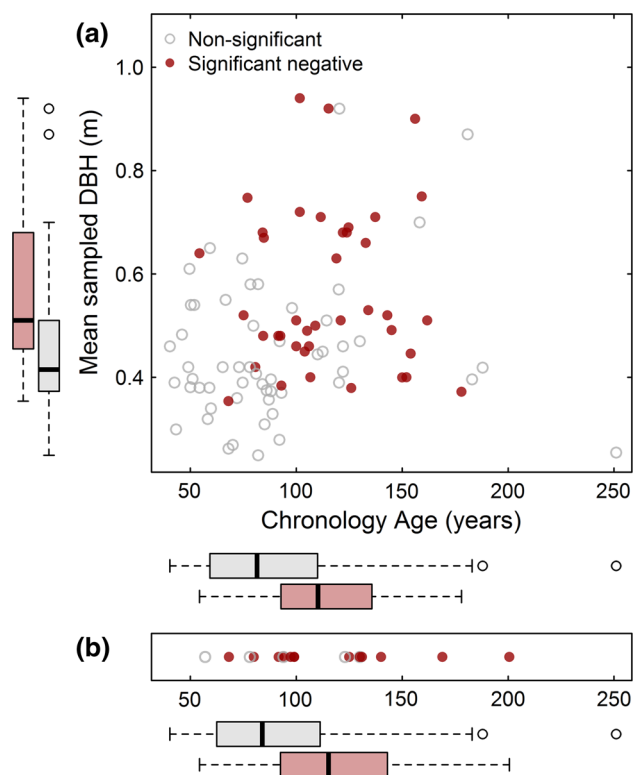 (a)
Non-significant
Significant negative
Mean sampled DBH (m)
1.0
0.8
0.6
0.4
50 100 150 200 250
Chronology Age (years)
(b)
50 100 150 200 250